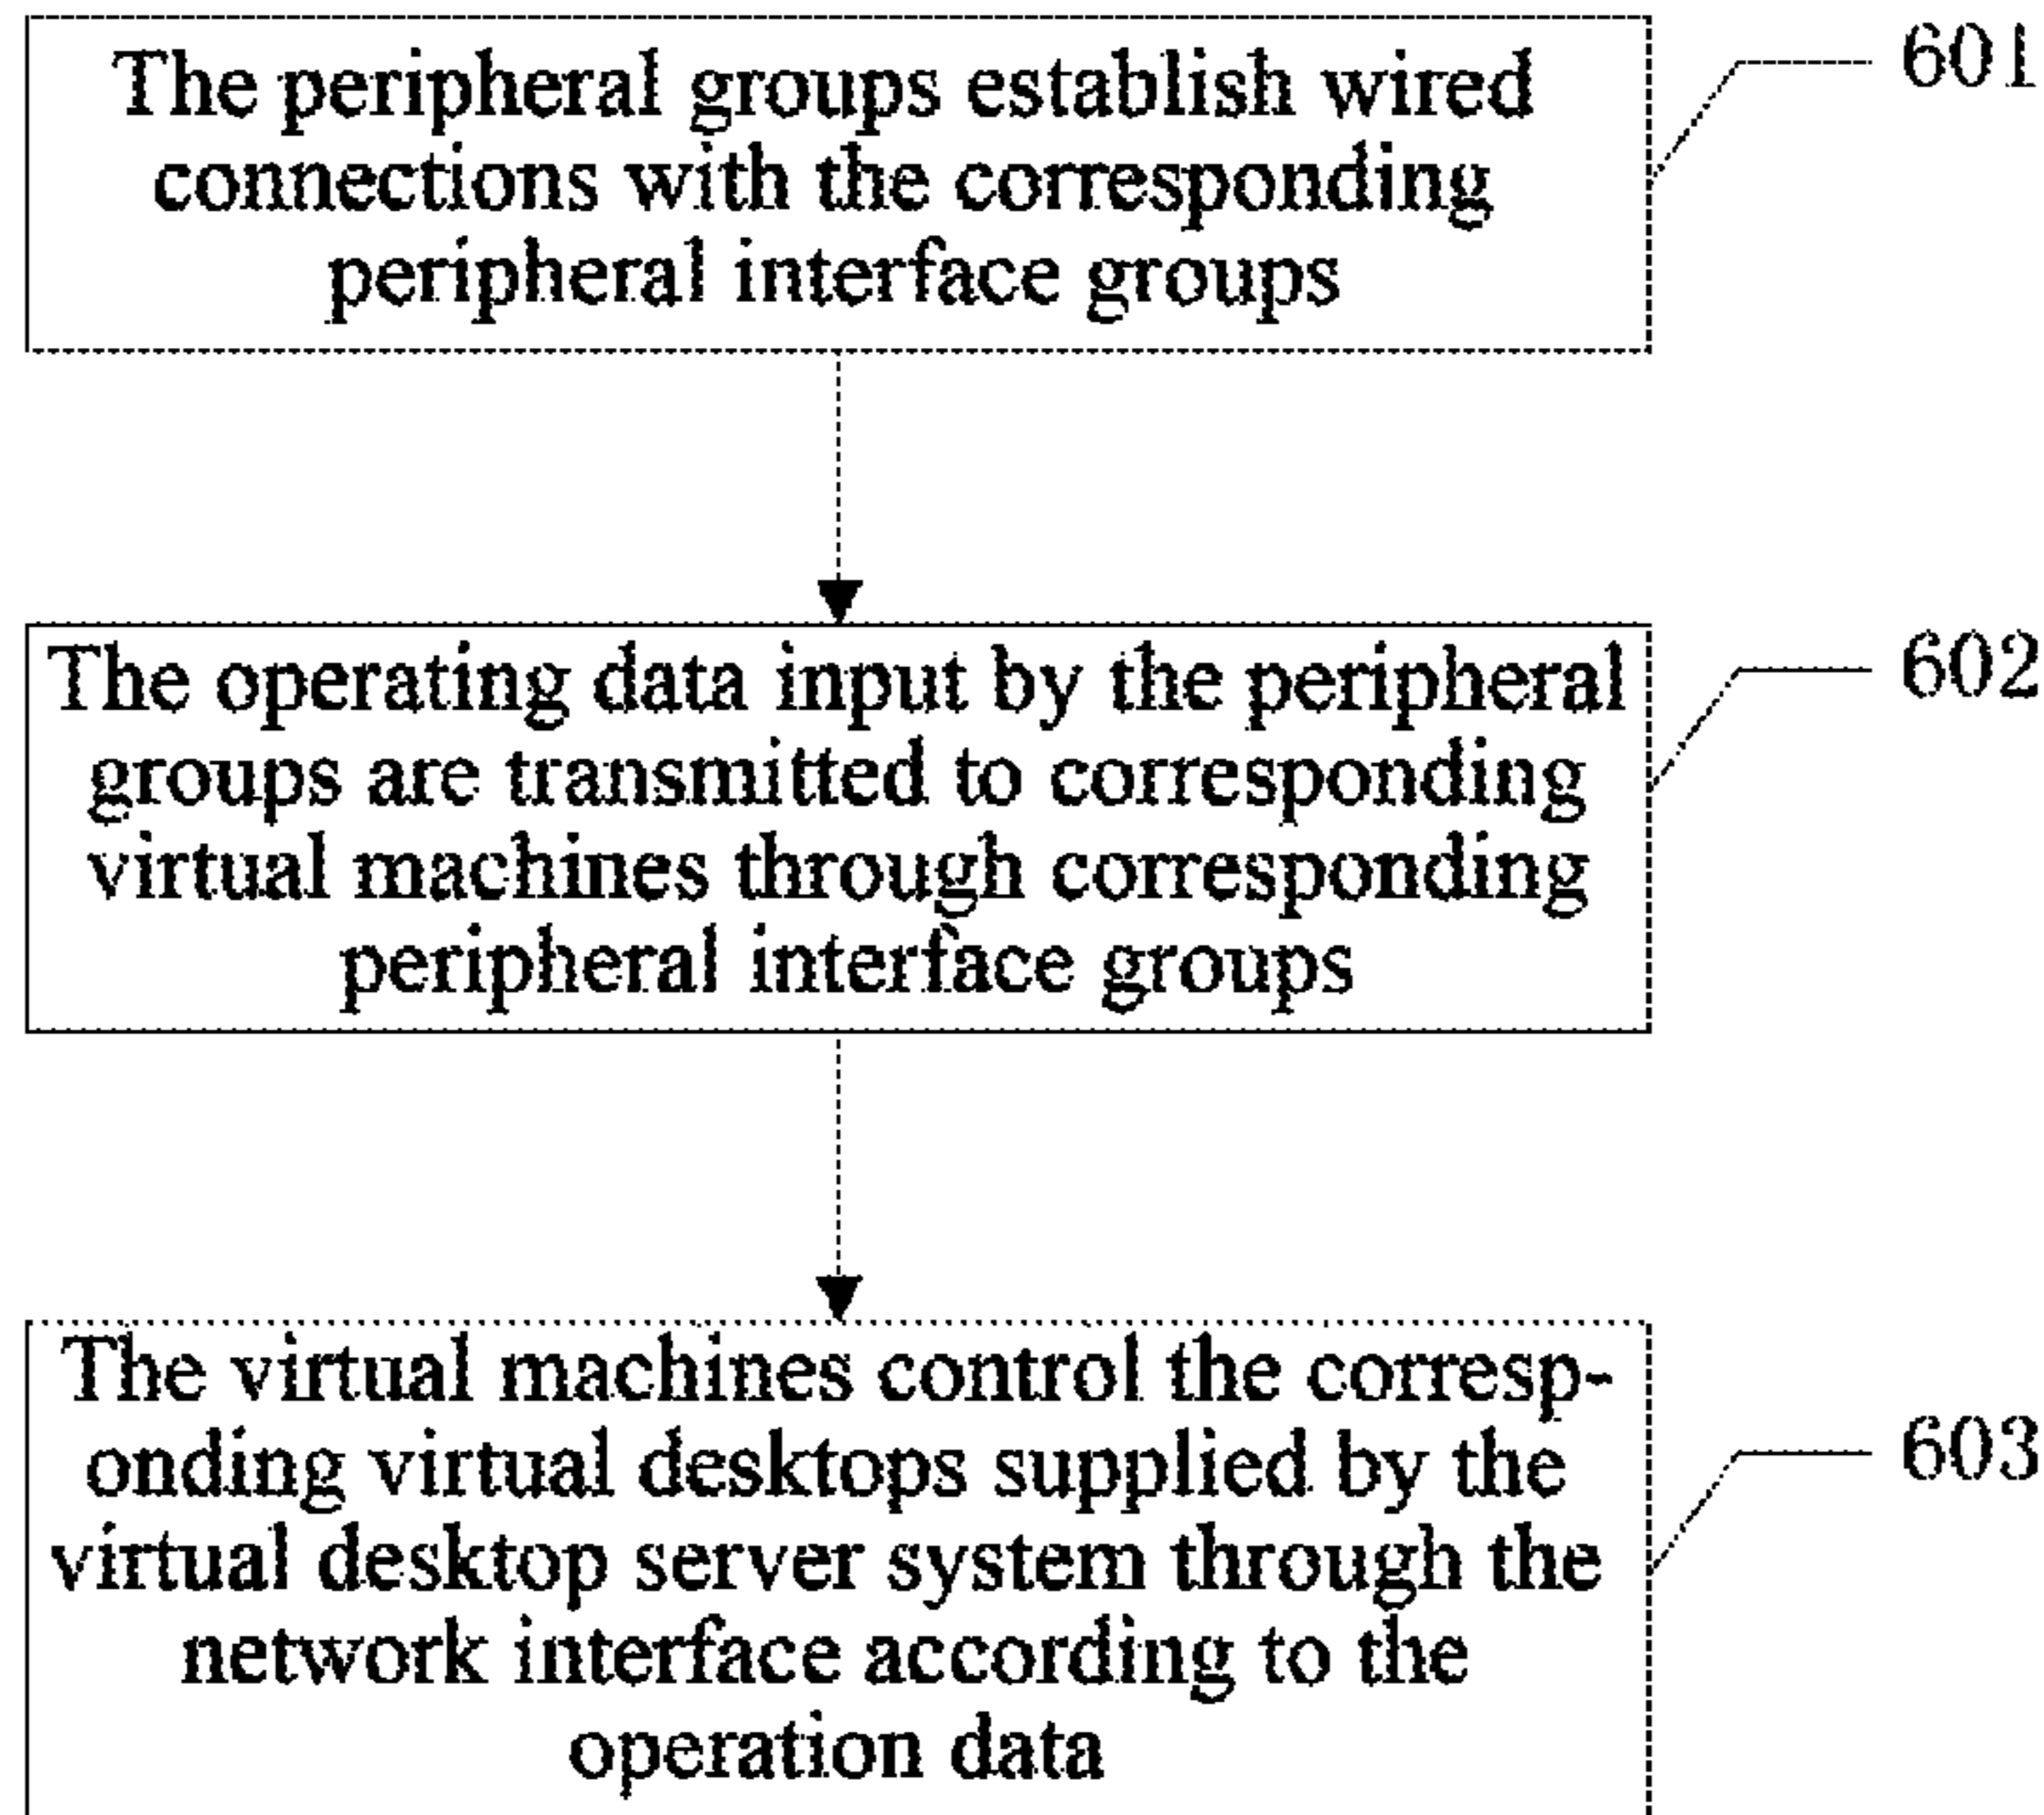 The peripheral groups establish wired
connections with the corresponding
peripheral interface groups
601
The operating data input by the peripheral
groups are transmitted to corresponding
virtual machines through corresponding
peripheral interface groups
602
The virtual machines control the corresp-
onding virtual desktops supplied by the
virtual desktop server system through the
network interface according to the
operation data
603